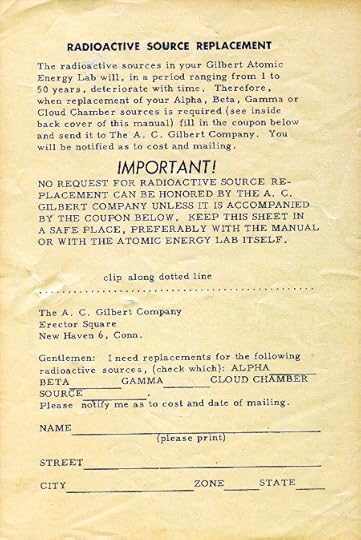 RADIOACTIVE SOURCE REPLACEMENT
The radioactive sources in your Gilbert Atomic
Energy Lab will, in a period ranging from 1 to
50 years, deteriorate with time. Therefore,
when replacement of your Alpha, Beta, Gamma or
Cloud Chamber sources is required (see inside
back cover of this manual) fill in the coupon below
and send it to The A. C. Gilbert Company. You
will be notified as to cost and mailing.
IMPORTANT!
NO REQUEST FOR RADIOACTIVE SOURCE RE-
PLACEMENT CAN BE HONORED BY THE A. C.
GILBERT COMPANY UNLESS IT IS ACCOMPANIED
BY THE COUPON BELOW. KEEP THIS SHEET IN
A SAFE PLACE, PREFERABLY WITH THE MANUAL
OR WITH THE ATOMIC ENERGY LAB ITSELF.
clip along dotted line
The A. C. Gilbert Company
Erector Square
New Haven 6, Conn.
Gentlemen: I need replacements for the following
radioactive sources, (check which): ALPHA
BETA GAMMA CLOUD CHAMBER
SOURCE .
Please notify me as to cost and date of mailing.
NAME
(please print)
STREET
CITY ZONE STATE